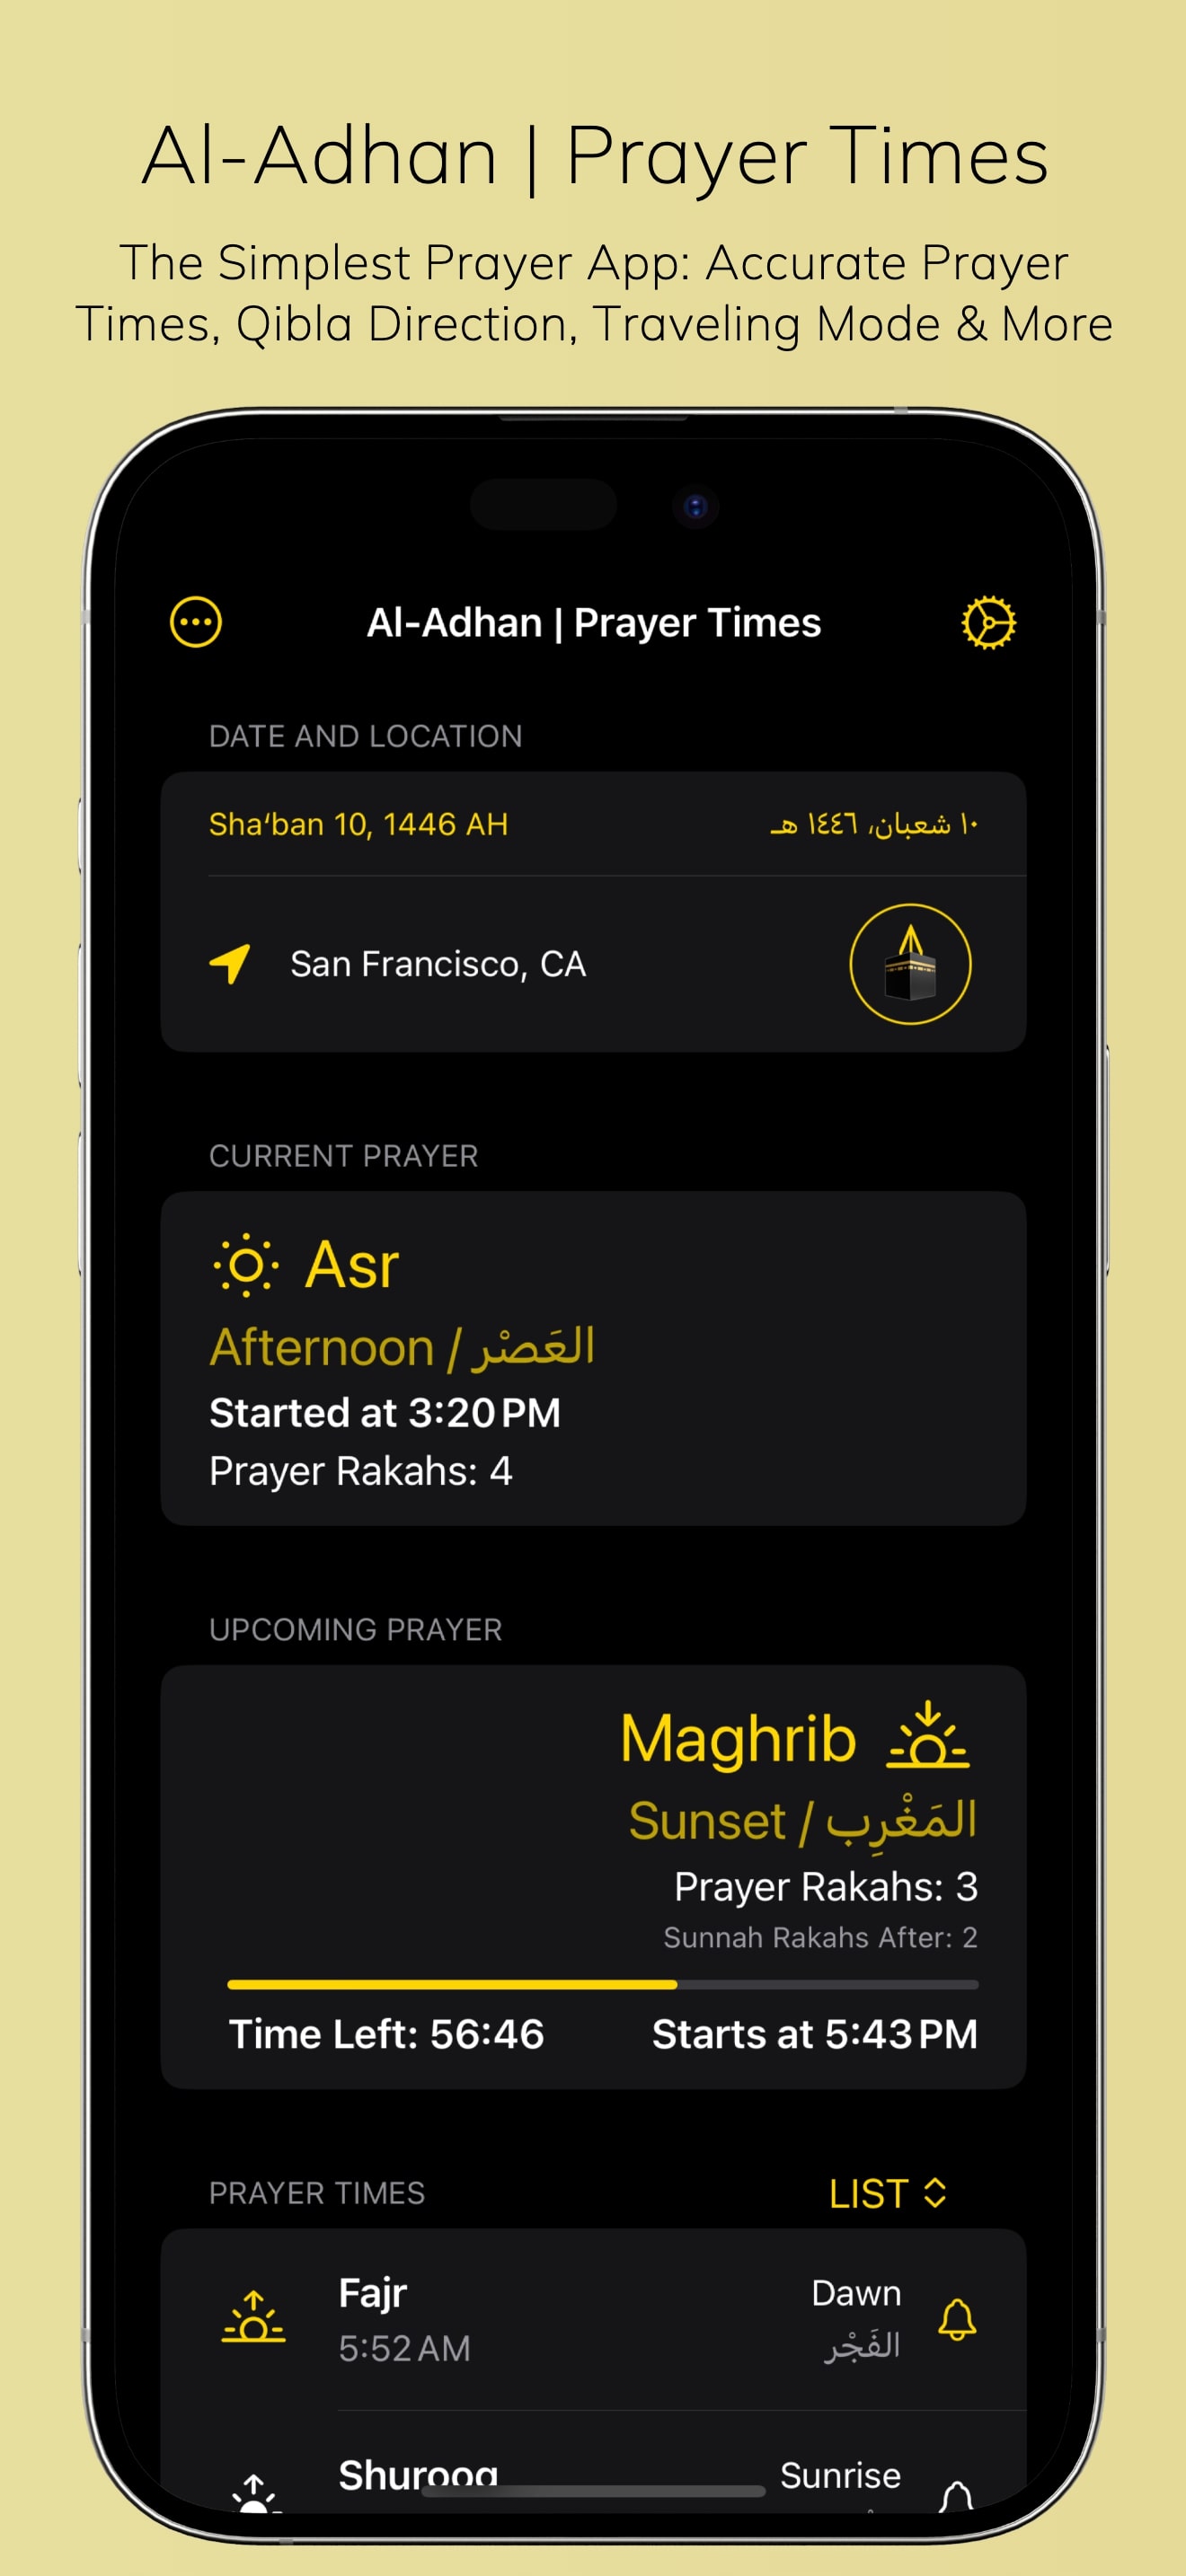 Al-Adhan | Prayer Times
The Simplest Prayer App: Accurate Prayer
Times, Qibla Direction, Traveling Mode & More
Al-Adhan | Prayer Times
DATE AND LOCATION
Shaʻban 10, 1446 AH
١٠ شعبان، ١٤٤٦ هـ
San Francisco, CA
CURRENT PRAYER
Asr
Afternoon / العَصْر
Started at 3:20 PM
Prayer Rakahs: 4
UPCOMING PRAYER
Maghrib
Sunset / المَغْرِب
Prayer Rakahs: 3
Sunnah Rakahs After: 2
Time Left: 56:46
Starts at 5:43 PM
PRAYER TIMES
LIST
Fajr
Dawn
5:52 AM
الفَجْر
Shurooq
Sunrise